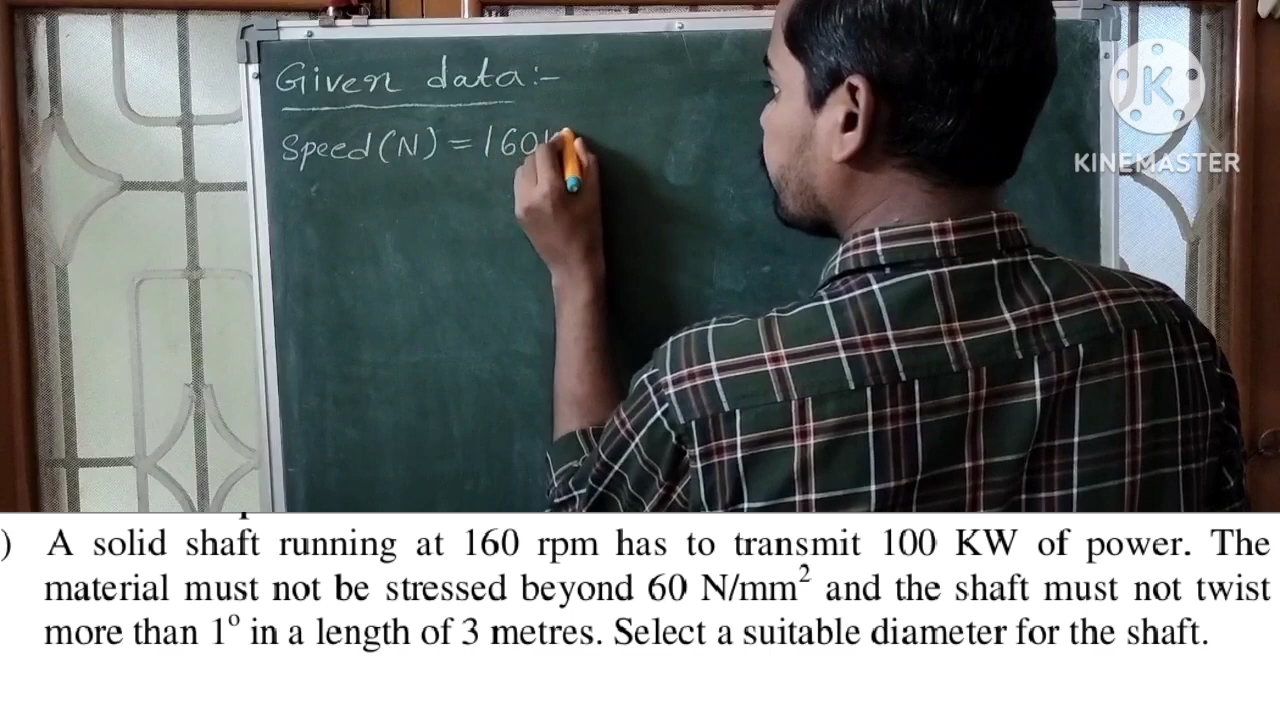 Given data:-
Speed (N) = 160
K
KINEMASTER
) A solid shaft running at 160 rpm has to transmit 100 KW of power. The
material must not be stressed beyond 60 N/mm² and the shaft must not twist
more than 1° in a length of 3 metres. Select a suitable diameter for the shaft.